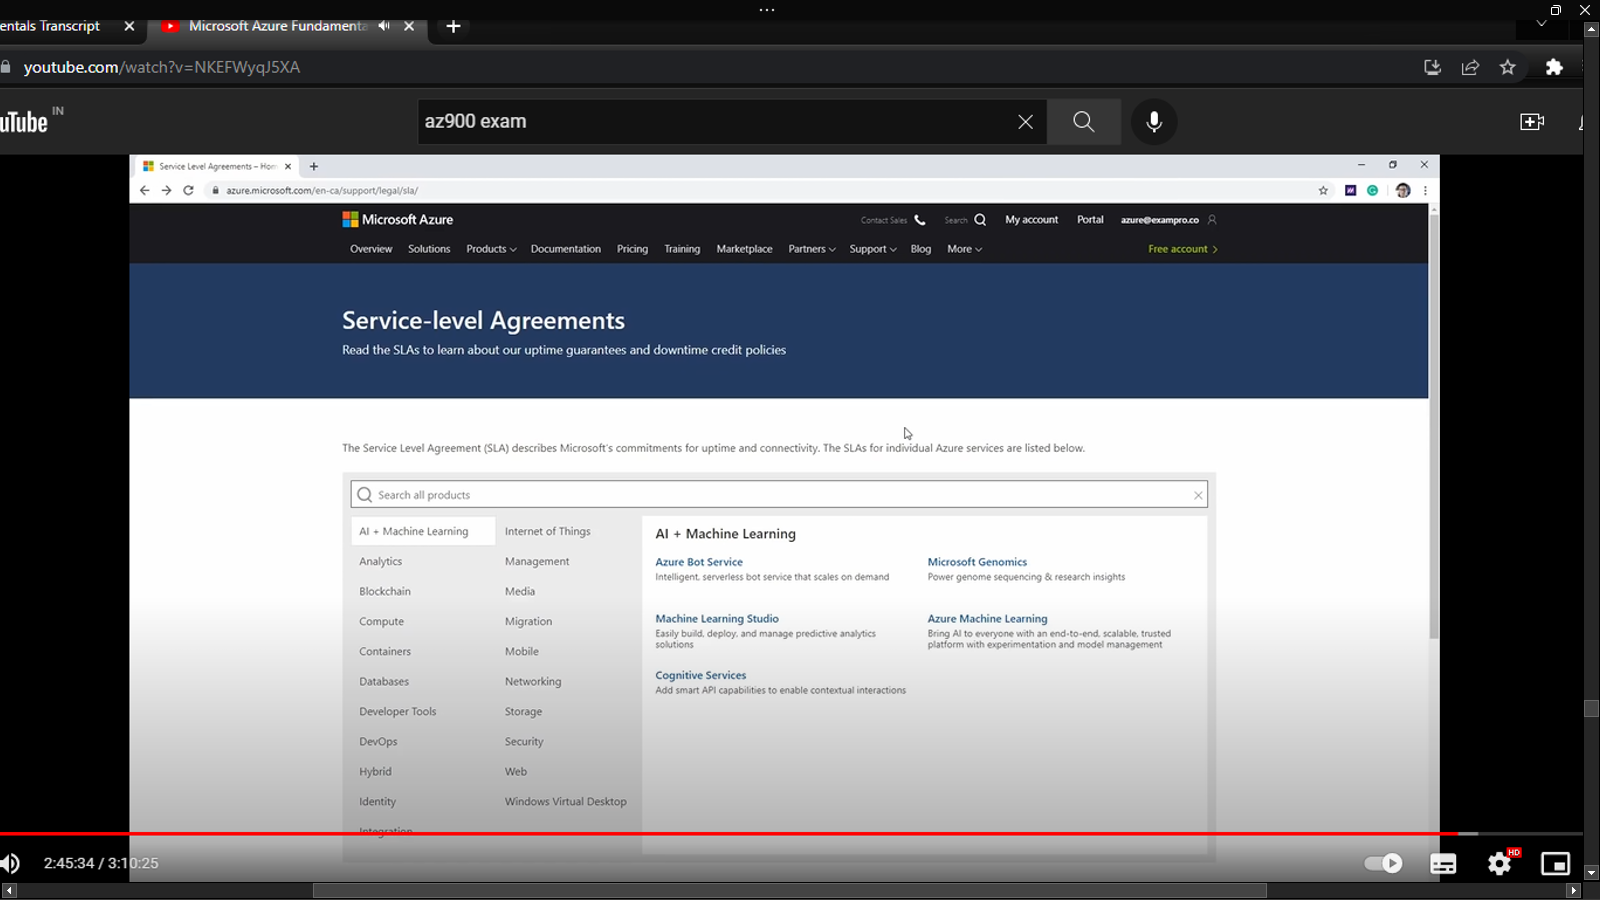 entals Transcript
Microsoft Azure Fundamenta
youtube.com/watch?v=NKEFWyqJ5XA
uTube IN
az900 exam
Service Level Agreements – Hom
azure.microsoft.com/en-ca/support/legal/sla/
Microsoft Azure
Contact Sales
Search
My account
Portal
azure@exampro.co
Overview Solutions Products Documentation Pricing Training Marketplace Partners Support Blog More
Free account
Service-level Agreements
Read the SLAs to learn about our uptime guarantees and downtime credit policies
The Service Level Agreement (SLA) describes Microsoft's commitments for uptime and connectivity. The SLAs for individual Azure services are listed below.
Search all products
AI + Machine Learning
Analytics
Blockchain
Compute
Containers
Databases
Developer Tools
DevOps
Hybrid
Identity
Integration
Internet of Things
Management
Media
Migration
Mobile
Networking
Storage
Security
Web
Windows Virtual Desktop
AI + Machine Learning
Azure Bot Service
Intelligent, serverless bot service that scales on demand
Microsoft Genomics
Power genome sequencing & research insights
Machine Learning Studio
Easily build, deploy, and manage predictive analytics
solutions
Azure Machine Learning
Bring AI to everyone with an end-to-end, scalable, trusted
platform with experimentation and model management
Cognitive Services
Add smart API capabilities to enable contextual interactions
2:45:34 / 3:10:25
HD